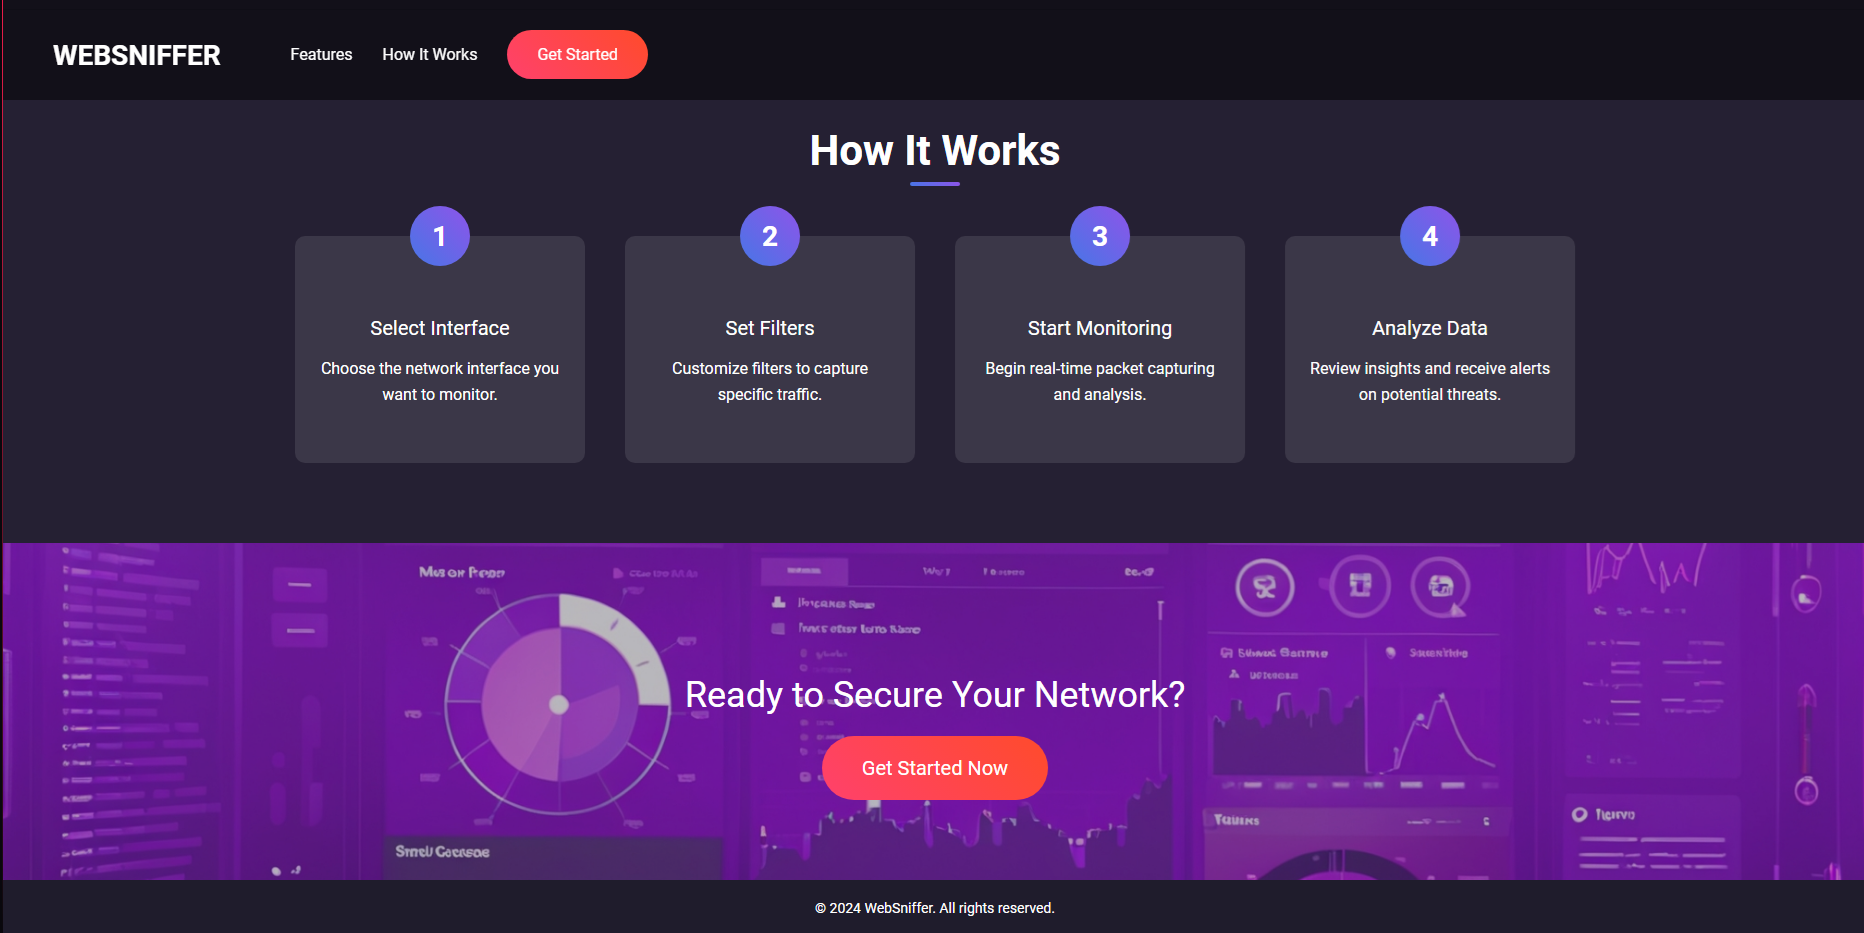 WEBSNIFFER
Features
How It Works
Get Started
How It Works
1
2
3
4
Select Interface
Choose the network interface you
want to monitor.
Set Filters
Customize filters to capture
specific traffic.
Start Monitoring
Begin real-time packet capturing
and analysis.
Analyze Data
Review insights and receive alerts
on potential threats.
Ready to Secure Your Network?
Get Started Now
© 2024 WebSniffer. All rights reserved.